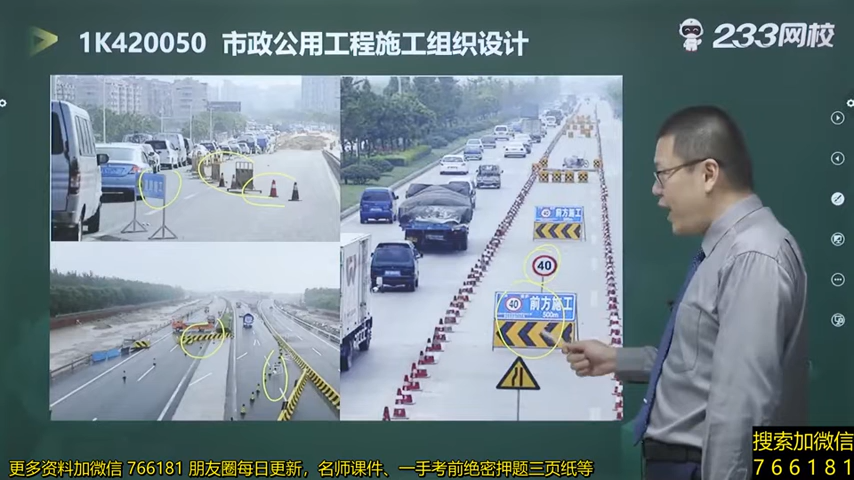 1K420050 市政公用工程施工组织设计
233网校
前方施工
40
40
前方施工
500m
搜索加微信
766181
更多资料加微信 766181 朋友圈每日更新，名师课件、一手考前绝密押题三页纸等